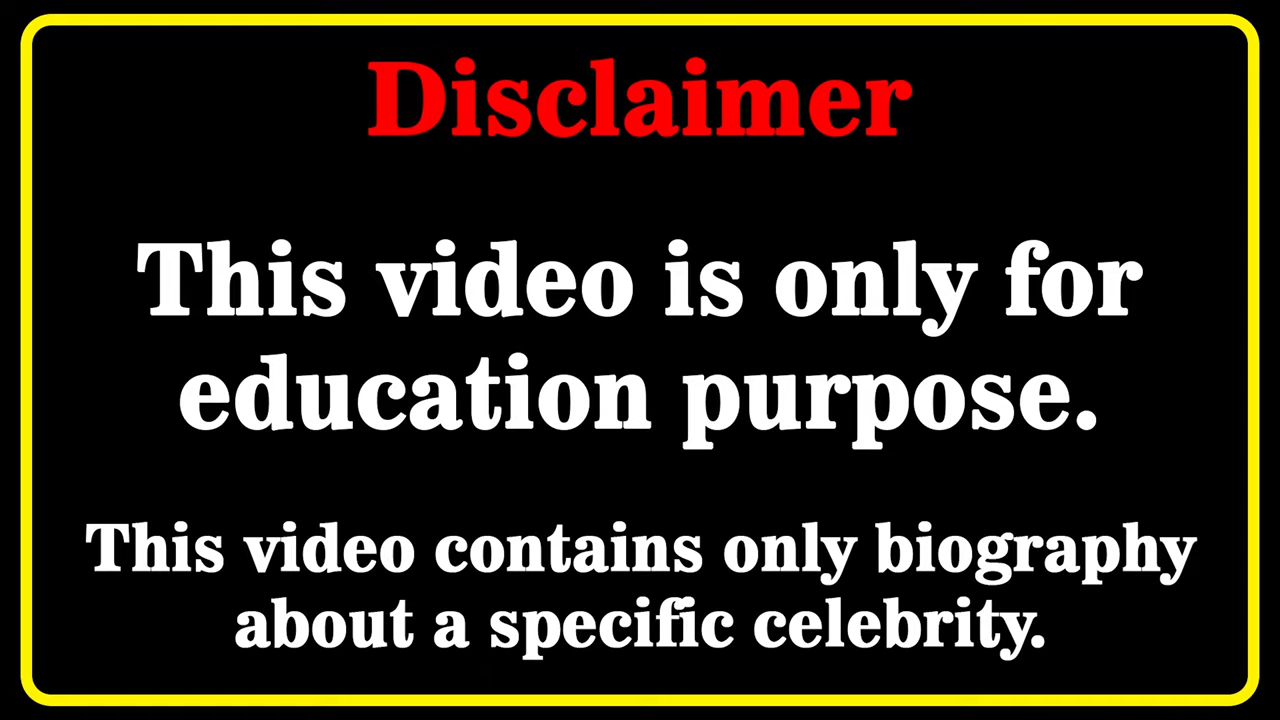 Disclaimer
This video is only for
education purpose.
This video contains only biography
about a specific celebrity.